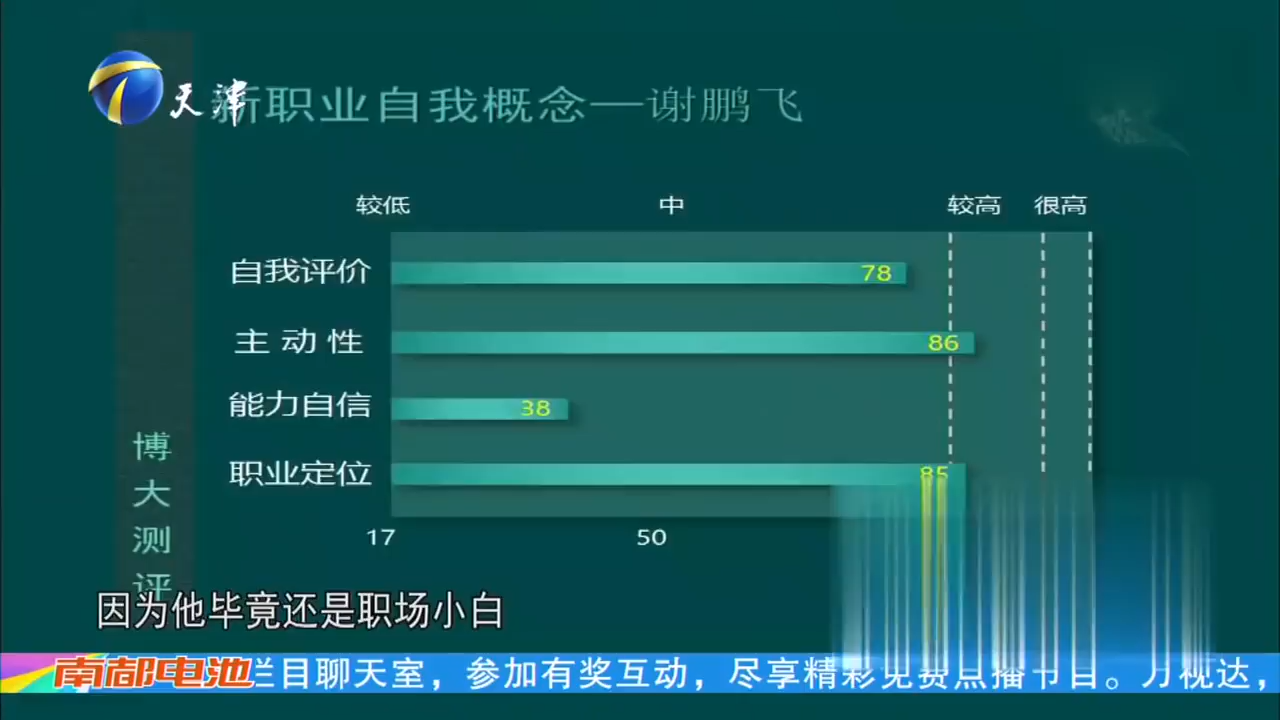 天津
新职业自我概念—谢鹏飞
较低 中 较高 很高
自我评价 78
主动性 86
能力自信 38
职业定位 85
17 50
博大测评
因为他毕竟还是职场小白
南都电池
栏目聊天室，参加有奖互动，尽享精彩免费点播节目。万视达，